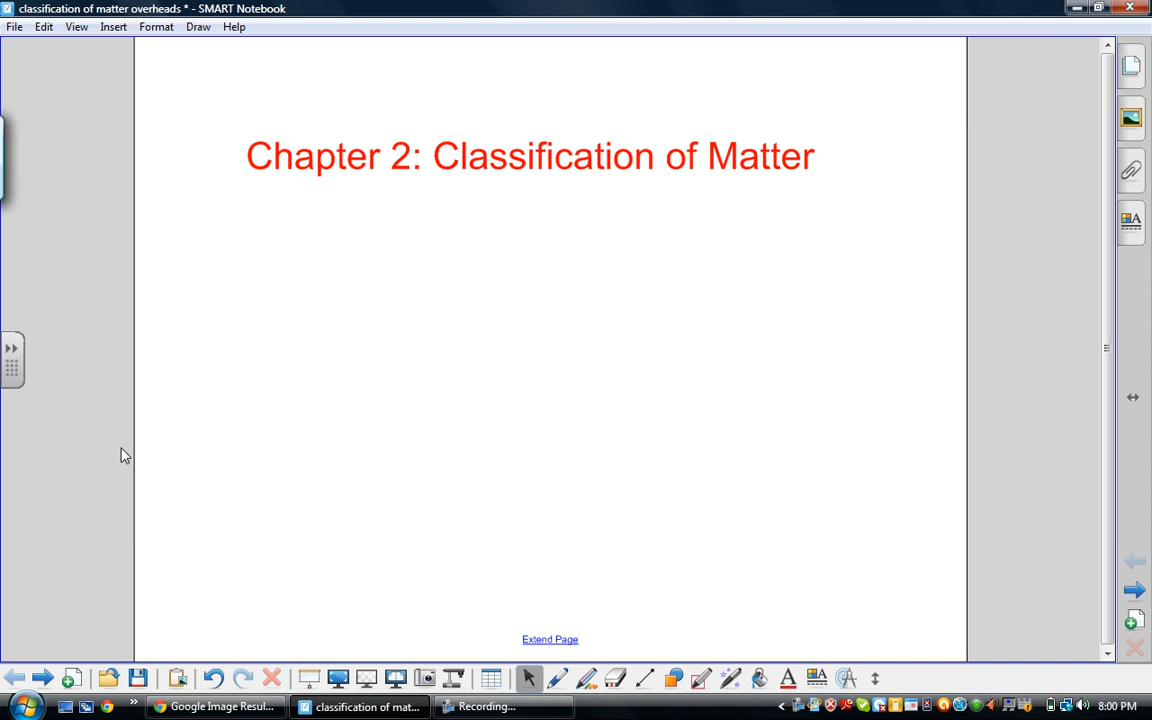 classification of matter overheads * - SMART Notebook
File Edit View Insert Format Draw Help
Chapter 2: Classification of Matter
Extend Page
Google Image Resul...
classification of mat...
Recording...
8:00 PM